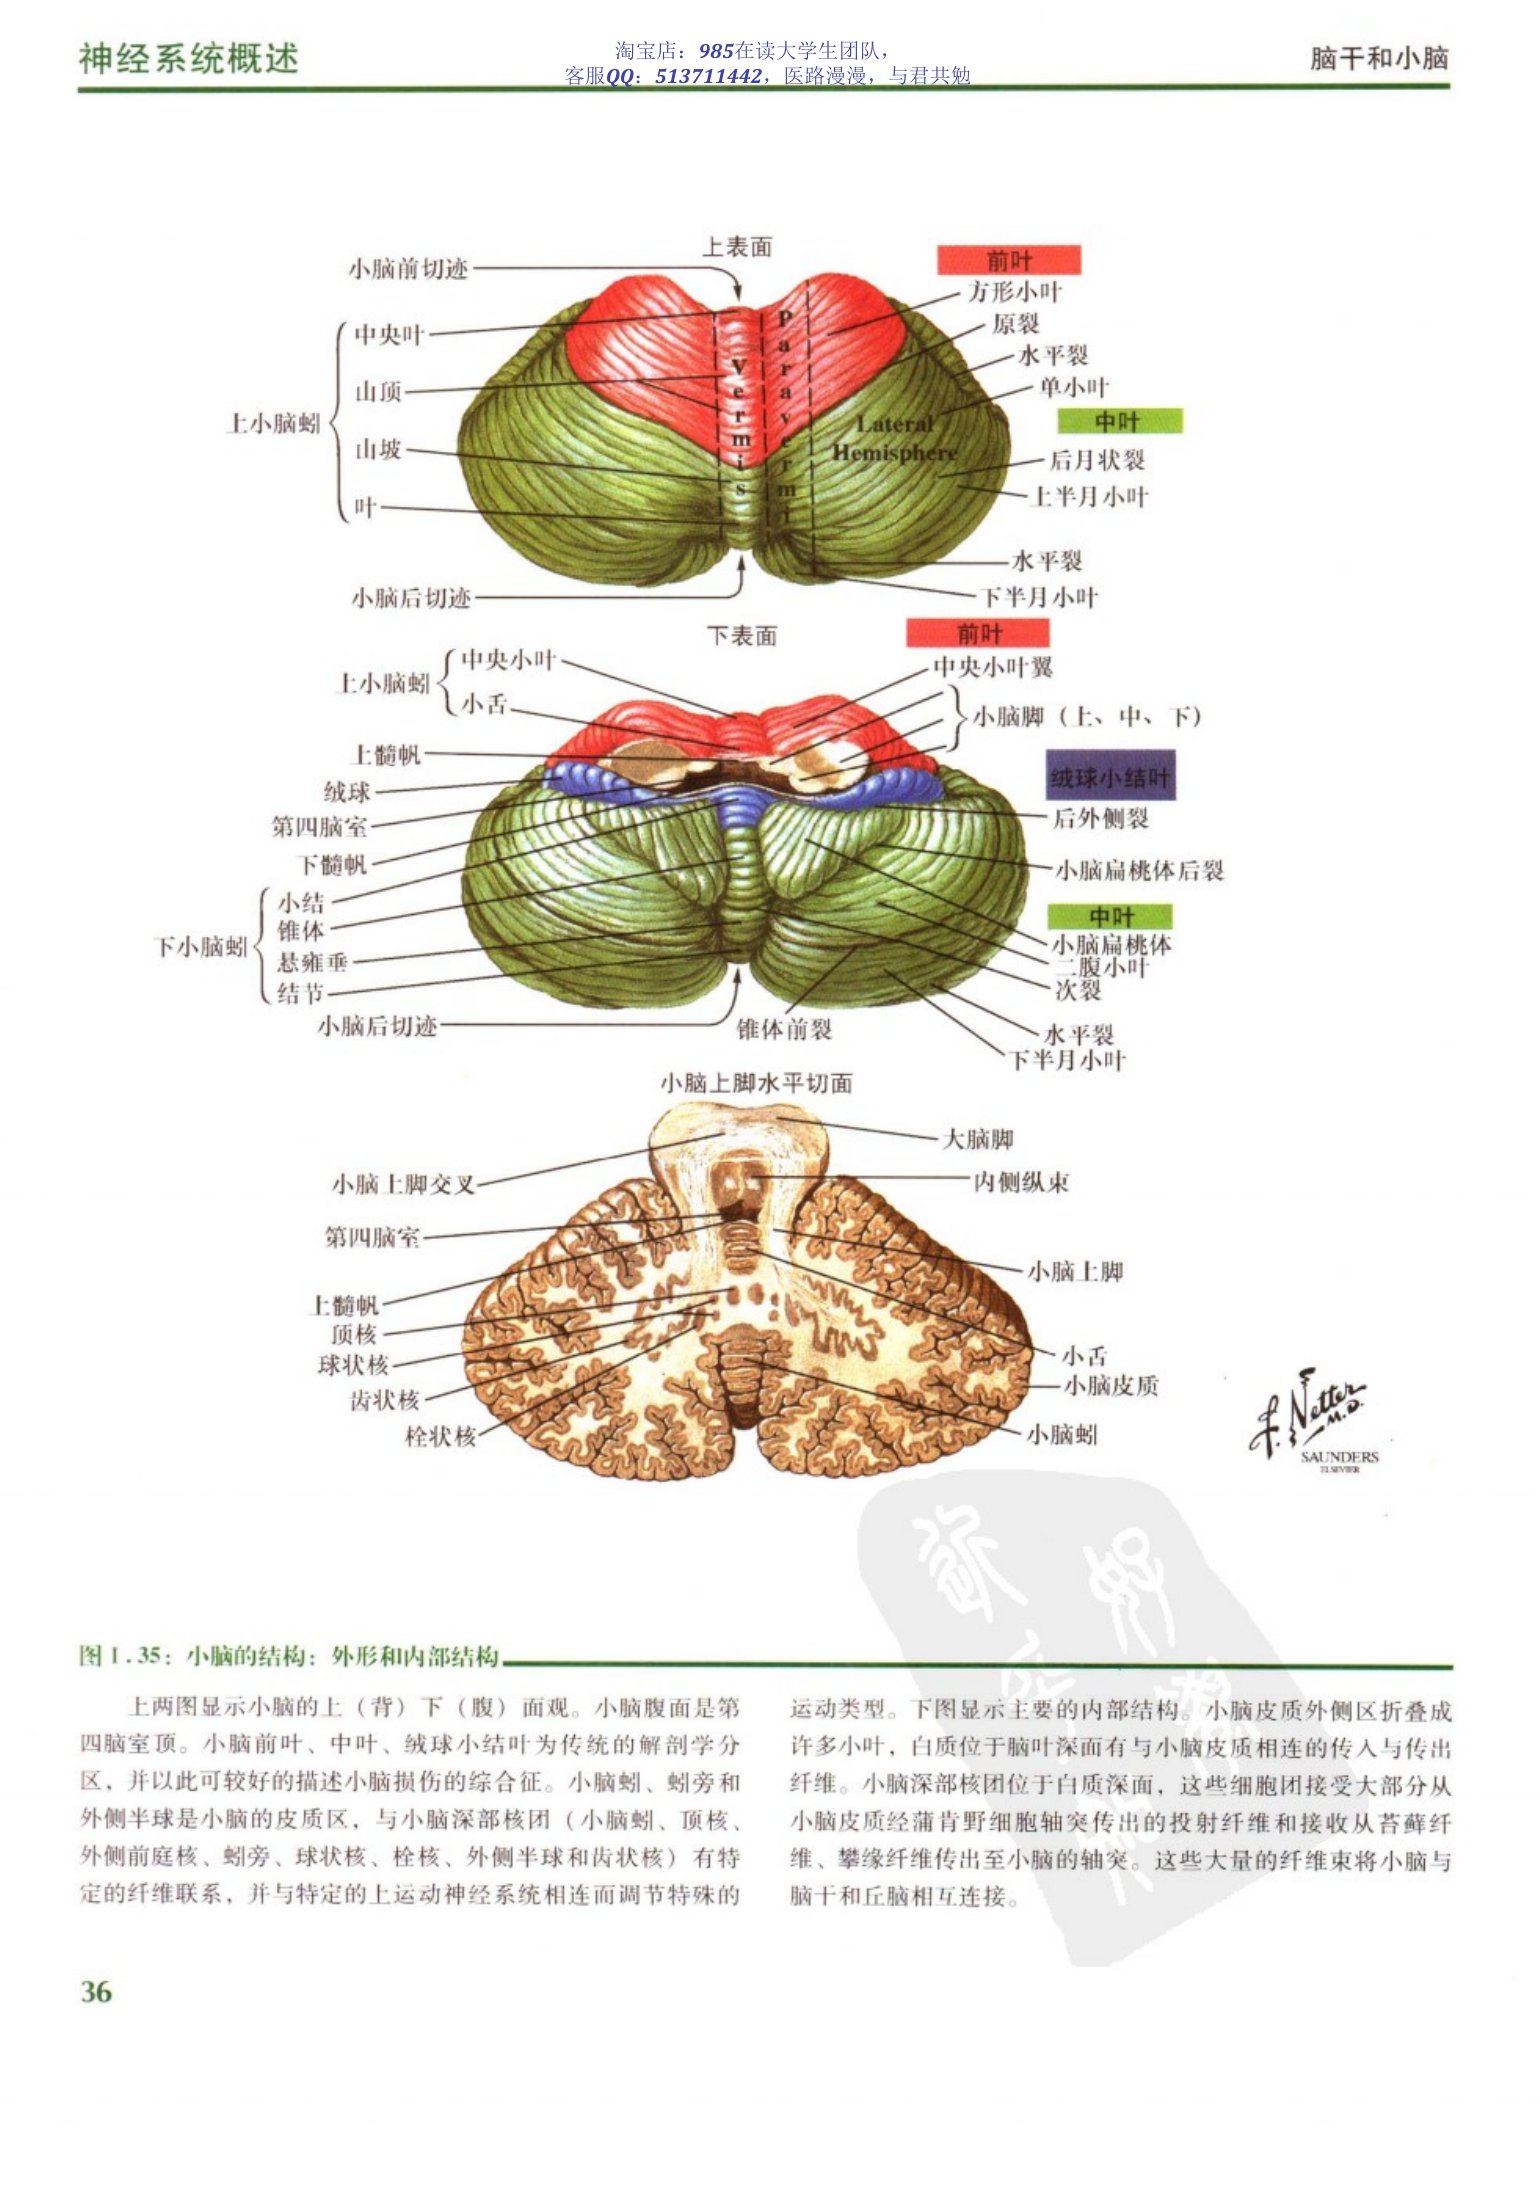 神经系统概述
淘宝店：985在读大学生团队，
客服QQ：513711442，医路漫漫，与君共勉
脑干和小脑
上表面
小脑前切迹
前叶
方形小叶
原裂
中央叶
水平裂
山顶
单小叶
上小脑蚓
中叶
山坡
后月状裂
上半月小叶
叶
水平裂
小脑后切迹
下半月小叶
Vermis
Paravermi
Lateral
Hemisphere
下表面
前叶
中央小叶
中央小叶翼
上小脑蚓
小舌
小脑脚（上、中、下）
上髓帆
绒球小结叶
绒球
后外侧裂
第四脑室
下髓帆
小脑扁桃体后裂
小结
中叶
锥体
小脑扁桃体
下小脑蚓
悬雍垂
二腹小叶
结节
次裂
小脑后切迹
锥体前裂
水平裂
下半月小叶
小脑上脚水平切面
大脑脚
小脑上脚交叉
内侧纵束
第四脑室
小脑上脚
上髓帆
顶核
小舌
球状核
小脑皮质
齿状核
栓状核
小脑蚓
F. Netter
M.D.
SAUNDERS
ELSEVIER
图 I.35：小脑的结构：外形和内部结构
上两图显示小脑的上（背）下（腹）面观。小脑腹面是第
四脑室顶。小脑前叶、中叶、绒球小结叶为传统的解剖学分
区，并以此可较好的描述小脑损伤的综合征。小脑蚓、蚓旁和
外侧半球是小脑的皮质区，与小脑深部核团（小脑蚓、顶核、
外侧前庭核、蚓旁、球状核、栓核、外侧半球和齿状核）有特
定的纤维联系，并与特定的上运动神经系统相连而调节特殊的
运动类型。下图显示主要的内部结构。小脑皮质外侧区折叠成
许多小叶，白质位于脑叶深面有与小脑皮质相连的传入与传出
纤维。小脑深部核团位于白质深面，这些细胞团接受大部分从
小脑皮质经蒲肯野细胞轴突传出的投射纤维和接收从苔藓纤
维、攀缘纤维传出至小脑的轴突。这些大量的纤维束将小脑与
脑干和丘脑相互连接。
36